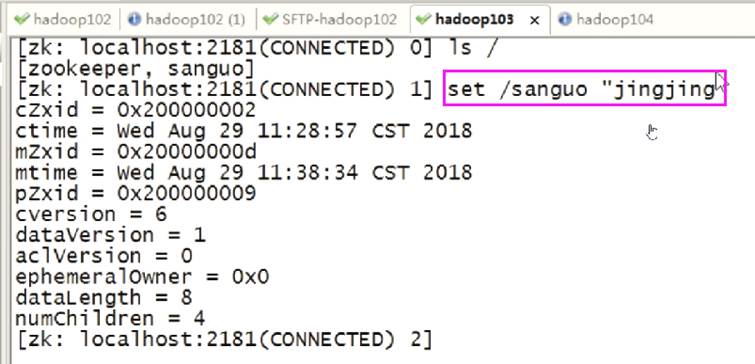 hadoop102
hadoop102 (1)
SFTP-hadoop102
hadoop103
hadoop104
[zk: localhost:2181(CONNECTED) 0] ls /
[zookeeper, sanguo]
[zk: localhost:2181(CONNECTED) 1] set /sanguo "jingjing
cZxid = 0x200000002
ctime = Wed Aug 29 11:28:57 CST 2018
mZxid = 0x20000000d
mtime = Wed Aug 29 11:38:34 CST 2018
pZxid = 0x200000009
cversion = 6
dataVersion = 1
aclVersion = 0
ephemeralOwner = 0x0
dataLength = 8
numChildren = 4
[zk: localhost:2181(CONNECTED) 2]